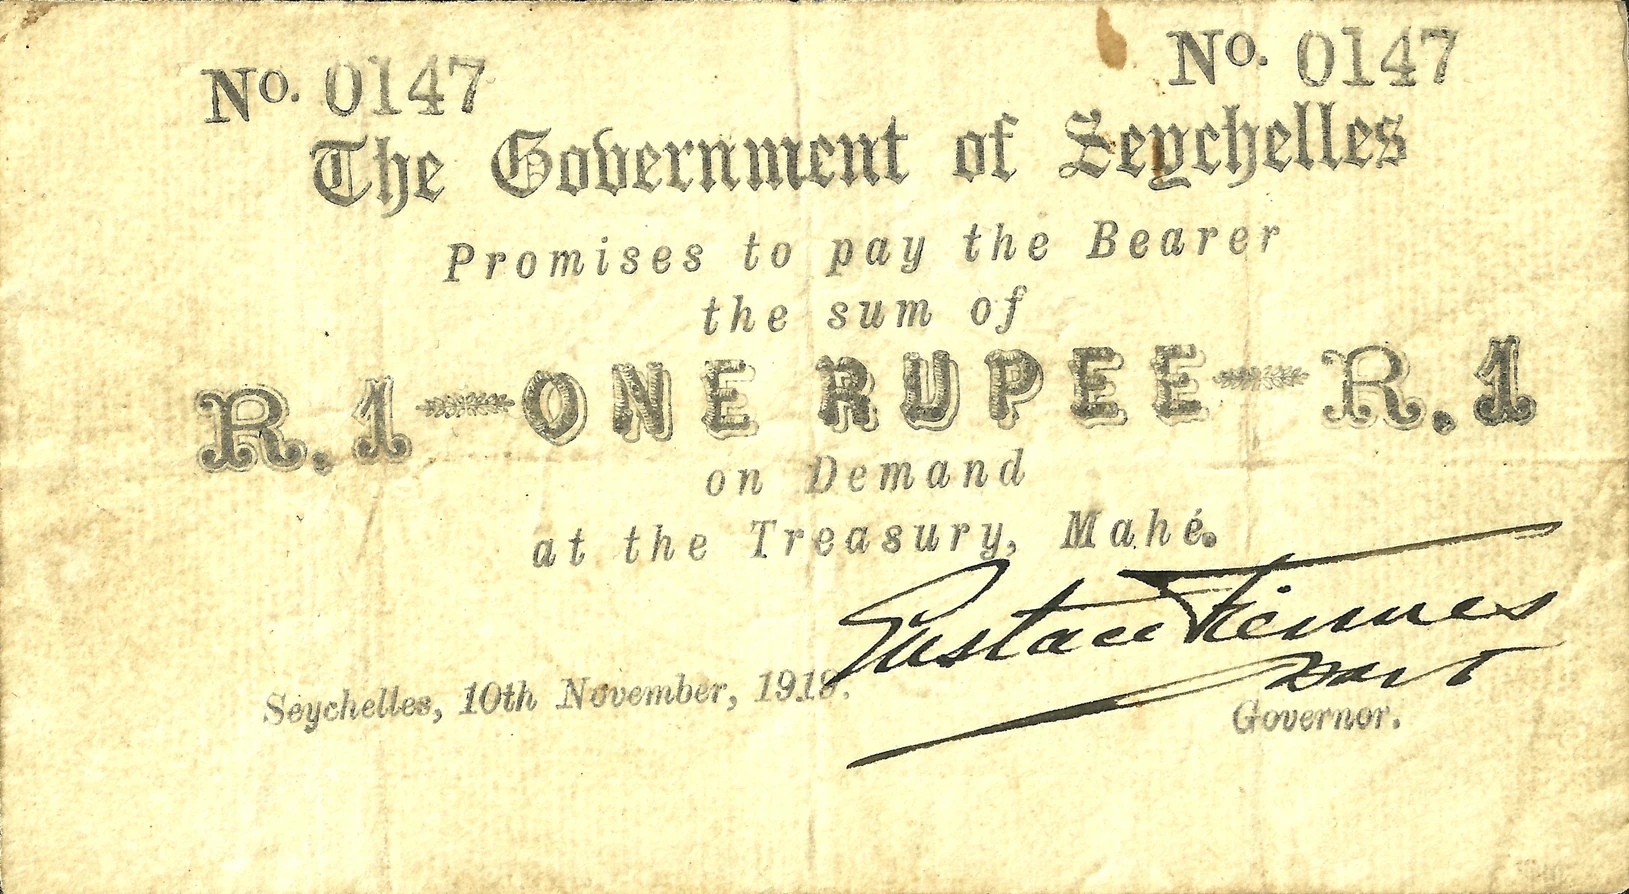 No. 0147 No. 0147
The Government of Seychelles
Promises to pay the Bearer
the sum of
R. 1 — ONE RUPEE — R. 1
on Demand
at the Treasury, Mahé.
Eustace Fiennes
Bart
Seychelles, 10th November, 1919.
Governor.